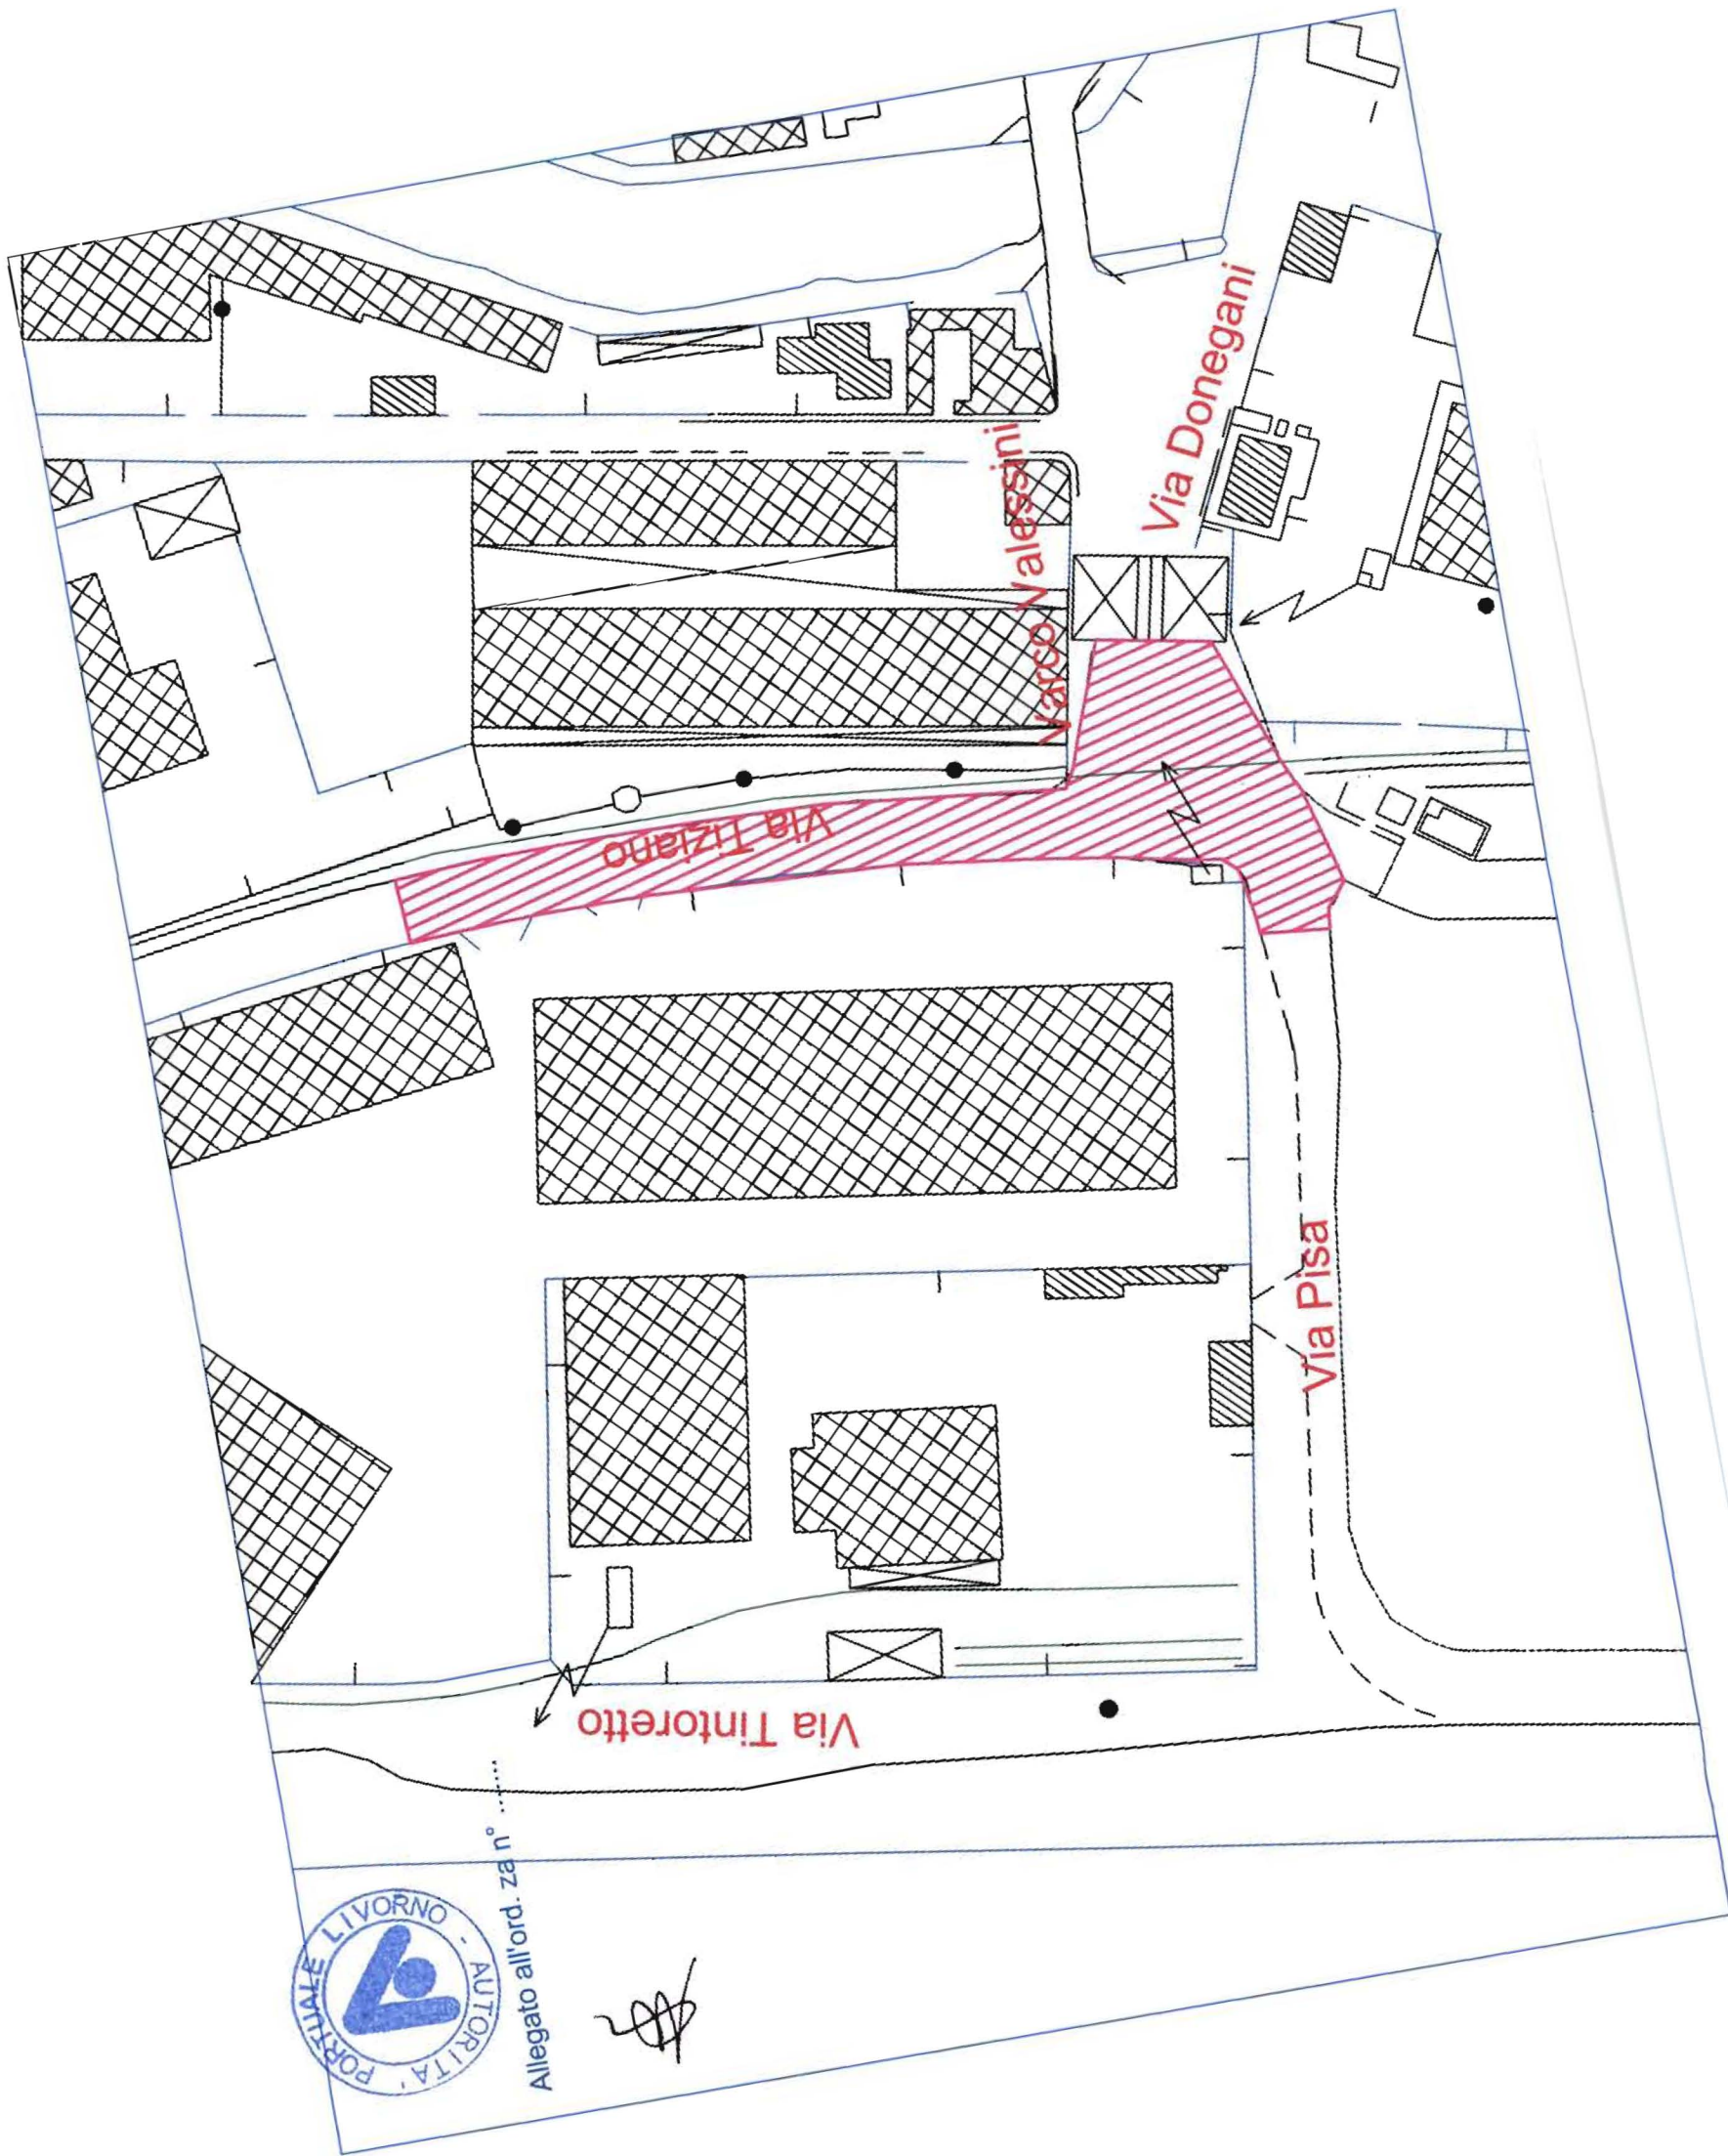 Varco Valessini
Via Donegani
Via Tiziano
Via Pisa
Via Tintoretto
AUTORITA' PORTUALE LIVORNO -
Allegato all'ord. za n° ........